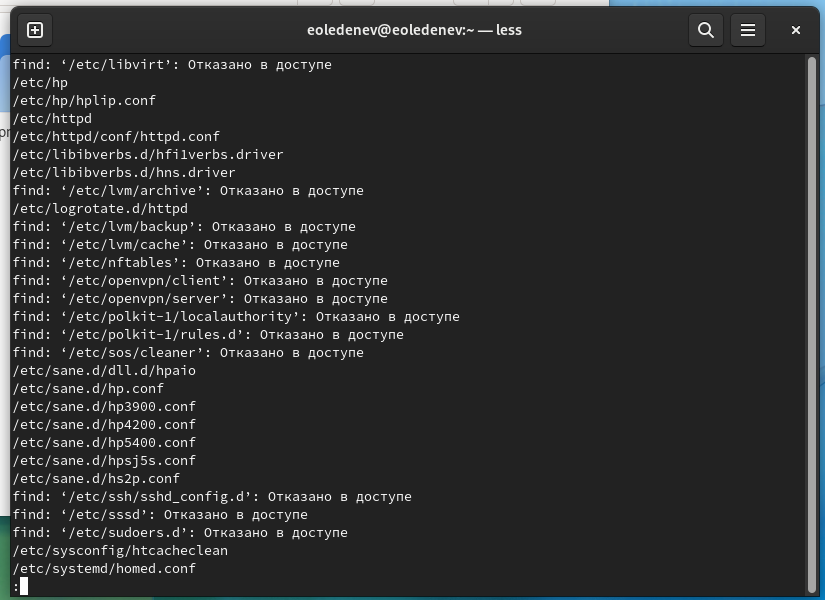 eoledenev@eoledenev:~ — less
find: ‘/etc/libvirt’: Отказано в доступе
/etc/hp
/etc/hp/hplip.conf
/etc/httpd
/etc/httpd/conf/httpd.conf
/etc/libibverbs.d/hfi1verbs.driver
/etc/libibverbs.d/hns.driver
find: ‘/etc/lvm/archive’: Отказано в доступе
/etc/logrotate.d/httpd
find: ‘/etc/lvm/backup’: Отказано в доступе
find: ‘/etc/lvm/cache’: Отказано в доступе
find: ‘/etc/nftables’: Отказано в доступе
find: ‘/etc/openvpn/client’: Отказано в доступе
find: ‘/etc/openvpn/server’: Отказано в доступе
find: ‘/etc/polkit-1/localauthority’: Отказано в доступе
find: ‘/etc/polkit-1/rules.d’: Отказано в доступе
find: ‘/etc/sos/cleaner’: Отказано в доступе
/etc/sane.d/dll.d/hpaio
/etc/sane.d/hp.conf
/etc/sane.d/hp3900.conf
/etc/sane.d/hp4200.conf
/etc/sane.d/hp5400.conf
/etc/sane.d/hpsj5s.conf
/etc/sane.d/hs2p.conf
find: ‘/etc/ssh/sshd_config.d’: Отказано в доступе
find: ‘/etc/sssd’: Отказано в доступе
find: ‘/etc/sudoers.d’: Отказано в доступе
/etc/sysconfig/htcacheclean
/etc/systemd/homed.conf
: